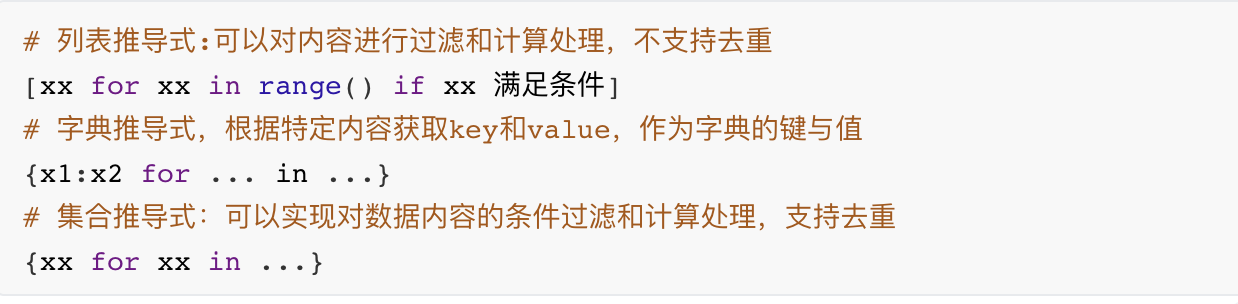 # 列表推导式:可以对内容进行过滤和计算处理，不支持去重
[xx for xx in range() if xx 满足条件]
# 字典推导式，根据特定内容获取key和value，作为字典的键与值
{x1:x2 for ... in ...}
# 集合推导式：可以实现对数据内容的条件过滤和计算处理，支持去重
{xx for xx in ...}